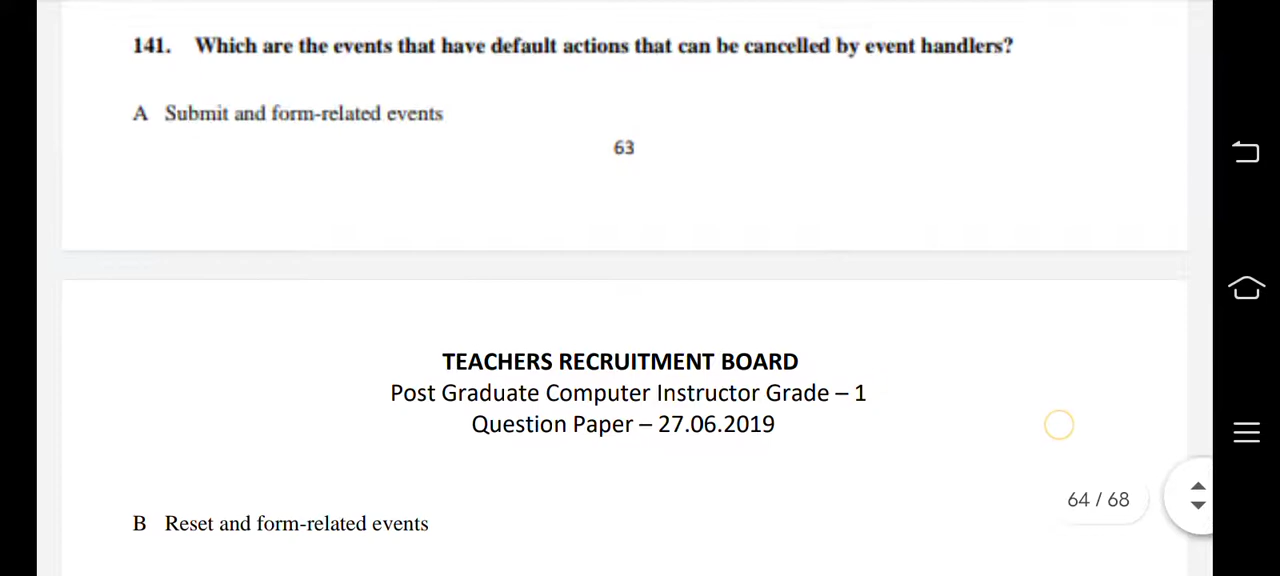 141. Which are the events that have default actions that can be cancelled by event handlers?
A Submit and form-related events
63
TEACHERS RECRUITMENT BOARD
Post Graduate Computer Instructor Grade – 1
Question Paper – 27.06.2019
64 / 68
B Reset and form-related events